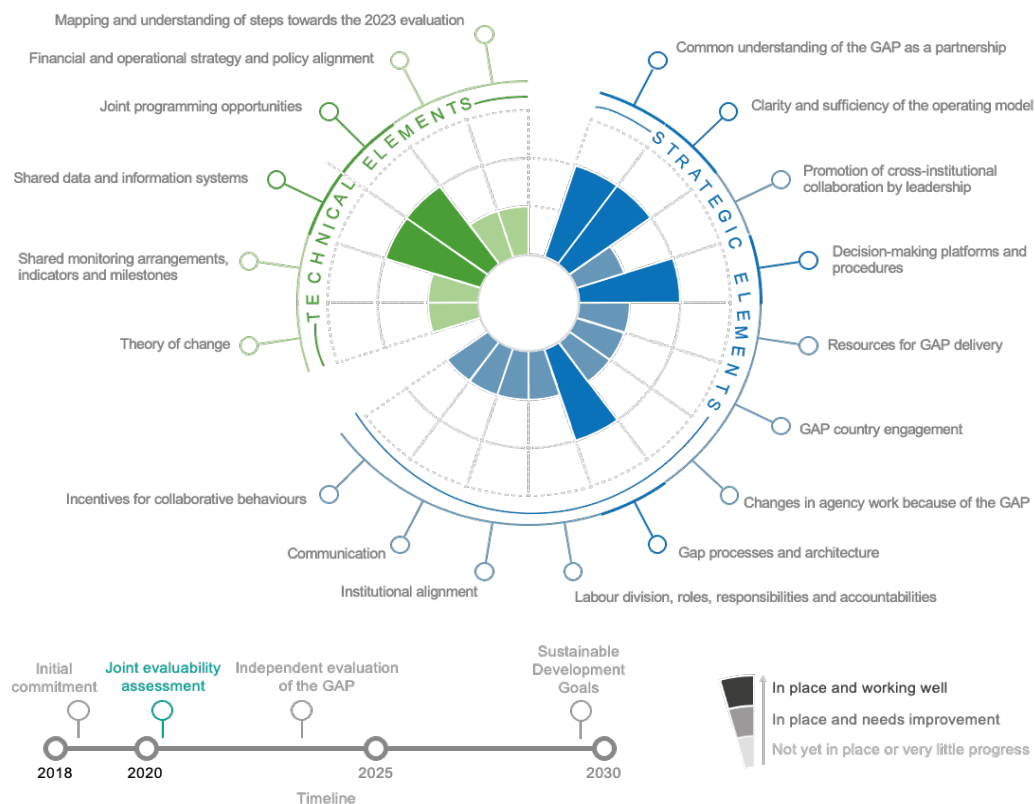 Mapping and understanding of steps towards the 2023 evaluation
Financial and operational strategy and policy alignment
Joint programming opportunities
Shared data and information systems
Shared monitoring arrangements,
indicators and milestones
Theory of change
TECHNICAL ELEMENTS
STRATEGIC ELEMENTS
Common understanding of the GAP as a partnership
Clarity and sufficiency of the operating model
Promotion of cross-institutional
collaboration by leadership
Decision-making platforms and
procedures
Resources for GAP delivery
GAP country engagement
Changes in agency work because of the GAP
Gap processes and architecture
Labour division, roles, responsibilities and accountabilities
Institutional alignment
Communication
Incentives for collaborative behaviours
Initial
commitment
Joint evaluability
assessment
Independent evaluation
of the GAP
Sustainable
Development
Goals
2018
2020
2025
2030
Timeline
In place and working well
In place and needs improvement
Not yet in place or very little progress